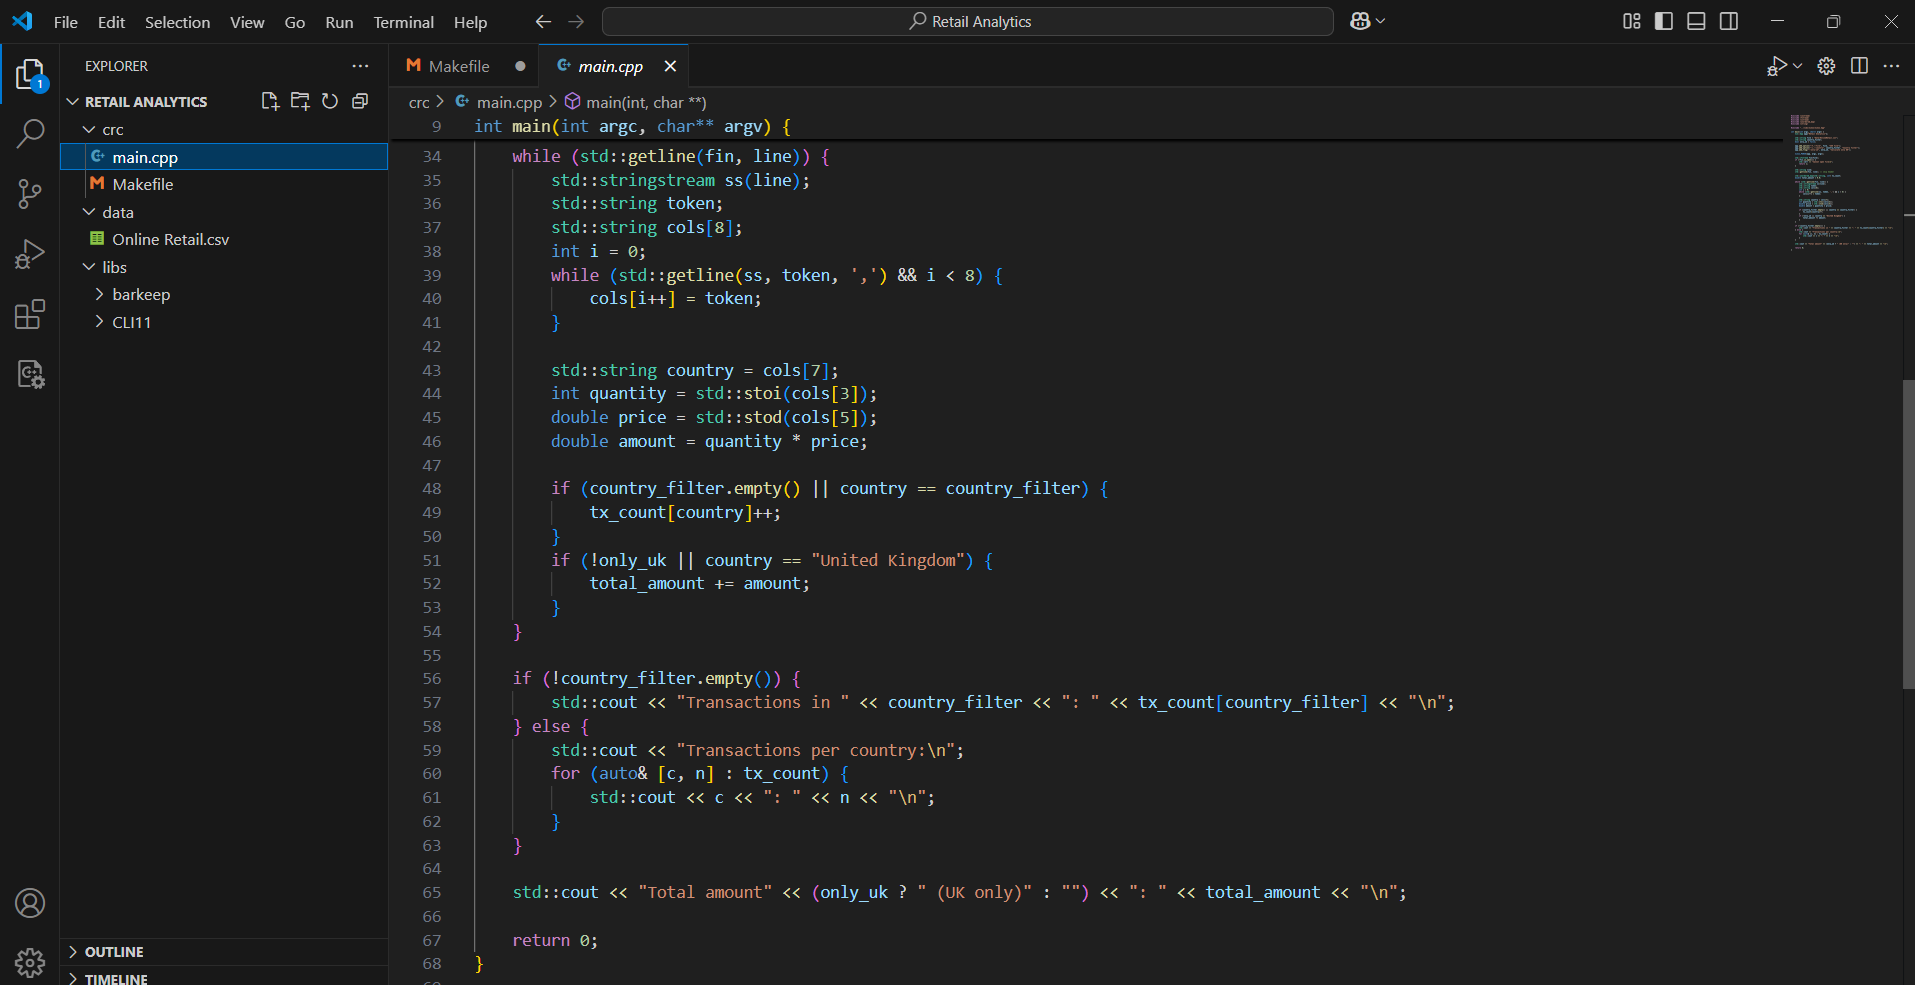 File Edit Selection View Go Run Terminal Help
Retail Analytics
EXPLORER
1
RETAIL ANALYTICS
crc
main.cpp
Makefile
data
Online Retail.csv
libs
barkeep
CLI11
OUTLINE
TIMELINE
Makefile
main.cpp
crc > main.cpp > main(int, char **)
9 int main(int argc, char** argv) {
34 while (std::getline(fin, line)) {
35 std::stringstream ss(line);
36 std::string token;
37 std::string cols[8];
38 int i = 0;
39 while (std::getline(ss, token, ',') && i < 8) {
40 cols[i++] = token;
41 }
42
43 std::string country = cols[7];
44 int quantity = std::stoi(cols[3]);
45 double price = std::stod(cols[5]);
46 double amount = quantity * price;
47
48 if (country_filter.empty() || country == country_filter) {
49 tx_count[country]++;
50 }
51 if (!only_uk || country == "United Kingdom") {
52 total_amount += amount;
53 }
54 }
55
56 if (!country_filter.empty()) {
57 std::cout << "Transactions in " << country_filter << ": " << tx_count[country_filter] << "\n";
58 } else {
59 std::cout << "Transactions per country:\n";
60 for (auto& [c, n] : tx_count) {
61 std::cout << c << ": " << n << "\n";
62 }
63 }
64
65 std::cout << "Total amount" << (only_uk ? " (UK only)" : "") << ": " << total_amount << "\n";
66
67 return 0;
68 }